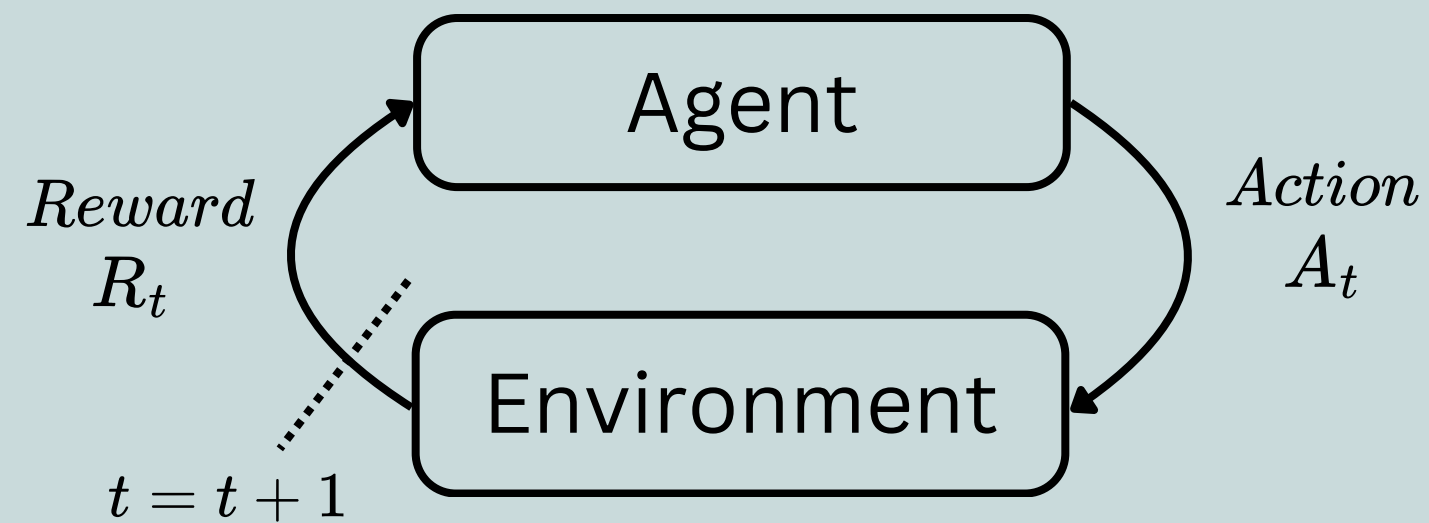 Agent
Reward
R_t
Action
A_t
Environment
t = t + 1